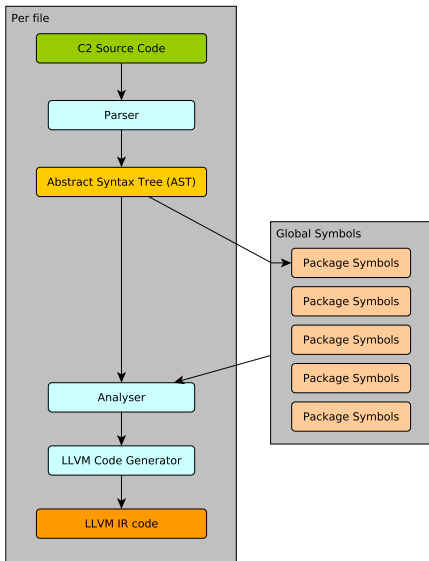 Per file
C2 Source Code
Parser
Abstract Syntax Tree (AST)
Global Symbols
Package Symbols
Package Symbols
Package Symbols
Package Symbols
Package Symbols
Analyser
LLVM Code Generator
LLVM IR code